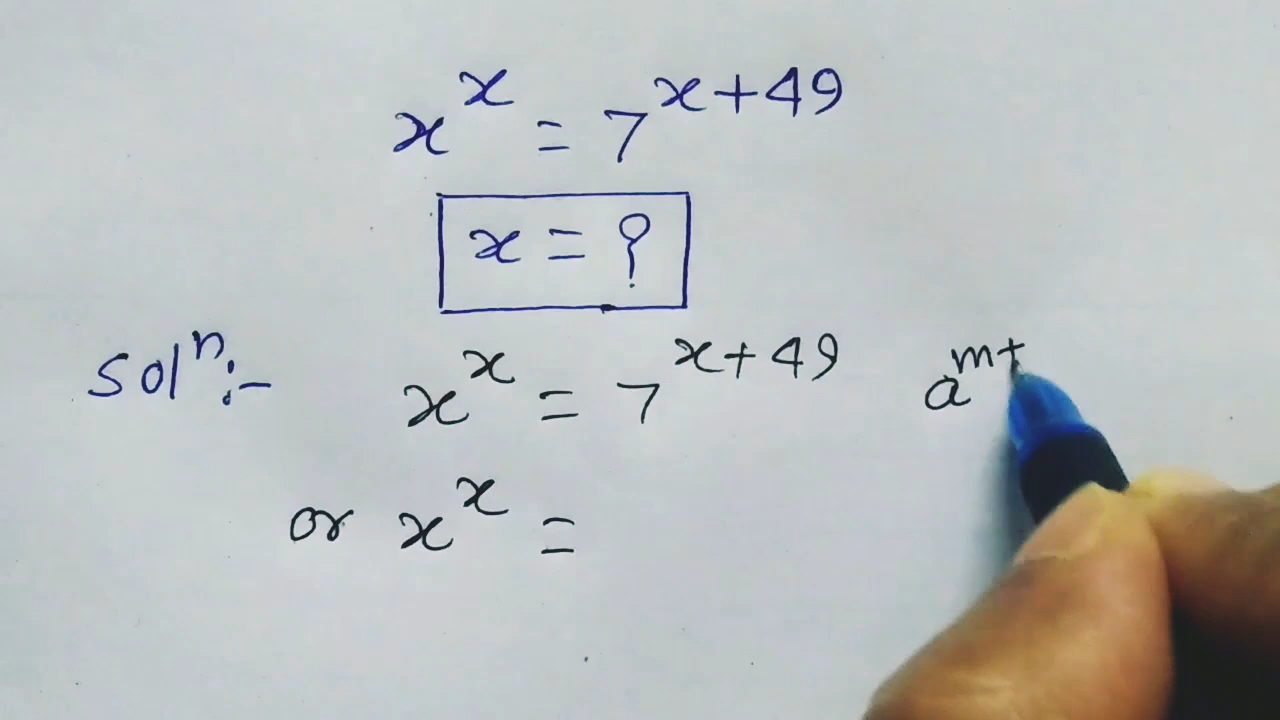 x^x = 7^{x+49}
x = ?
Solⁿ:- x^x = 7^{x+49} a^{m+
or x^x =